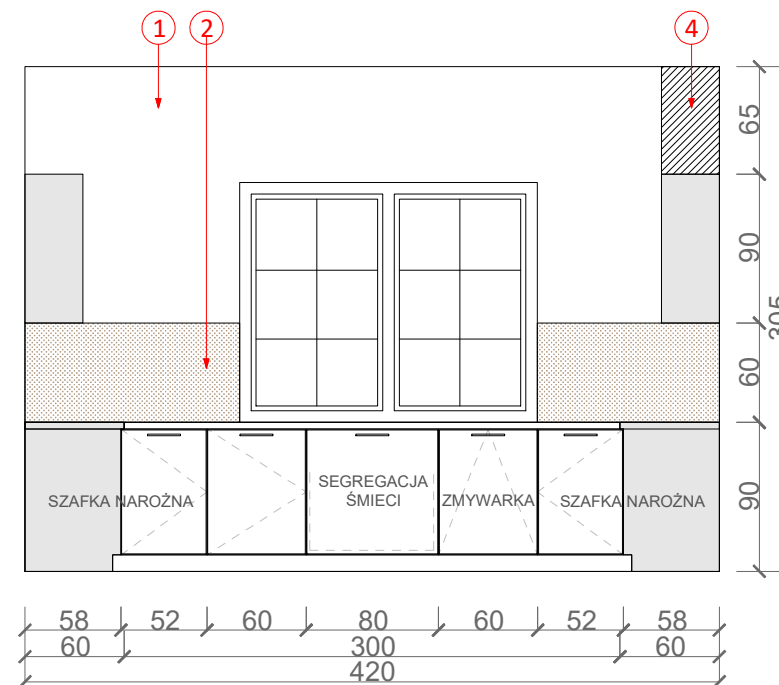 1 2 4
65
90
305
60
90
SEGREGACJA
ŚMIECI
SZAFKA NAROŻNA
ZMYWARKA
SZAFKA NAROŻNA
58 52 60 80 60 52 58
60 300 60
420